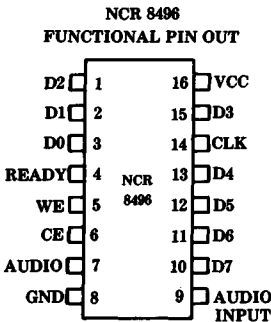 NCR 8496
FUNCTIONAL PIN OUT
D2 1 16 VCC
D1 2 15 D3
D0 3 14 CLK
READY 4 NCR 13 D4
WE 5 8496 12 D5
CE 6 11 D6
AUDIO 7 10 D7
GND 8 9 AUDIO
INPUT